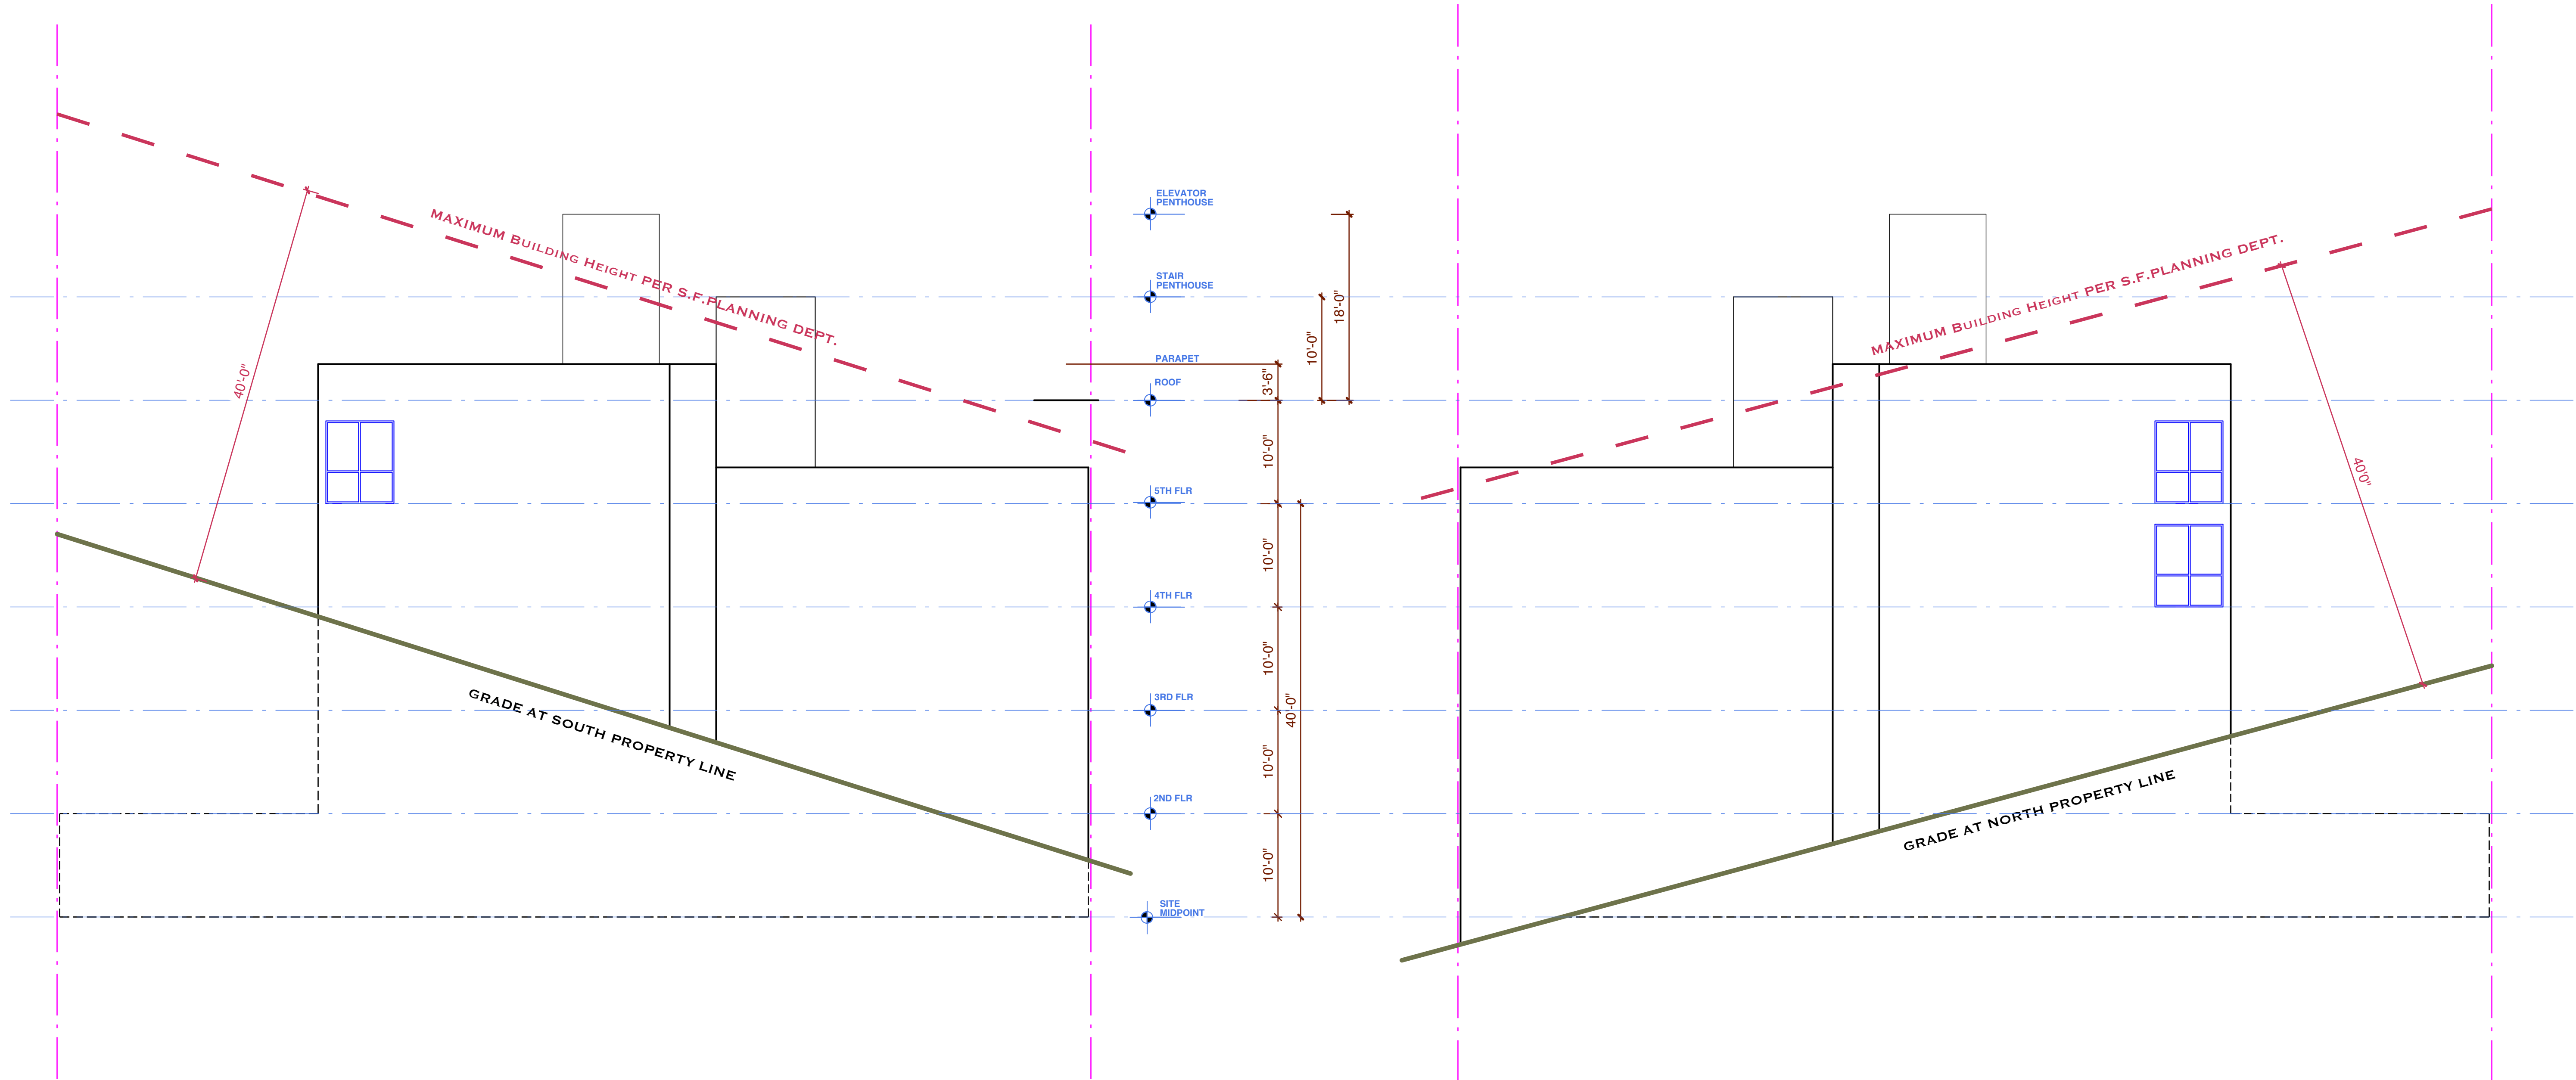 MAXIMUM BUILDING HEIGHT PER S.F.PLANNING DEPT.
40'-0"
GRADE AT SOUTH PROPERTY LINE
ELEVATOR
PENTHOUSE
STAIR
PENTHOUSE
PARAPET
ROOF
5TH FLR
4TH FLR
3RD FLR
2ND FLR
SITE
MIDPOINT
18'-0"
10'-0"
3'-6"
10'-0"
10'-0"
10'-0"
40'-0"
10'-0"
10'-0"
MAXIMUM BUILDING HEIGHT PER S.F.PLANNING DEPT.
40'0"
GRADE AT NORTH PROPERTY LINE